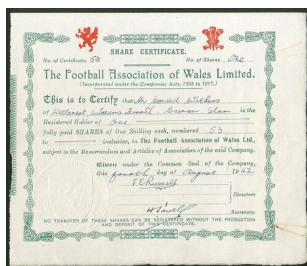 SHARE CERTIFICATE.
No. of Certificate. 53 No. of Shares One
The Football Association of Wales Limited.
(Incorporated under the Companies Acts, 1908 to 1917.)
This is to Certify that Mr
of Hillcrest, is the
Registered Holder of One
fully paid SHARES of One Shilling each, numbered 53
to inclusive, in The Football Association of Wales Ltd.,
subject to the Memorandum and Articles of Association of the said Company.
Given under the Common Seal of the Company,
this fourth day of August 1962
Directors
Secretary.
NO TRANSFER OF THESE SHARES CAN BE REGISTERED WITHOUT THE PRODUCTION
AND DEPOSIT OF THIS CERTIFICATE.